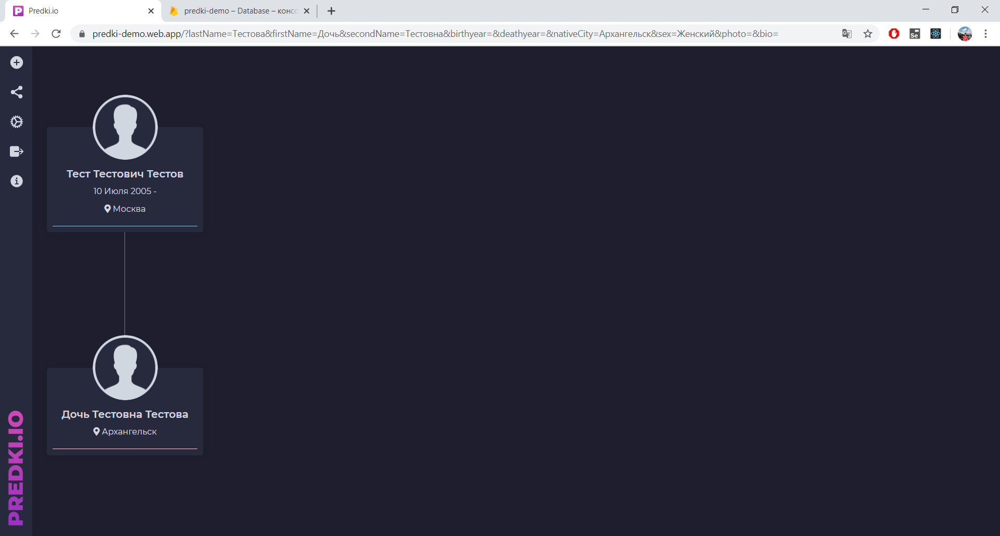 Predki.io
predki-demo – Database – консо
predki-demo.web.app/?lastName=Тестова&firstName=Дочь&secondName=Тестовна&birthyear=&deathyear=&nativeCity=Архангельск&sex=Женский&photo=&bio=
Тест Тестович Тестов
10 Июля 2005 -
Москва
Дочь Тестовна Тестова
Архангельск
PREDKI.IO